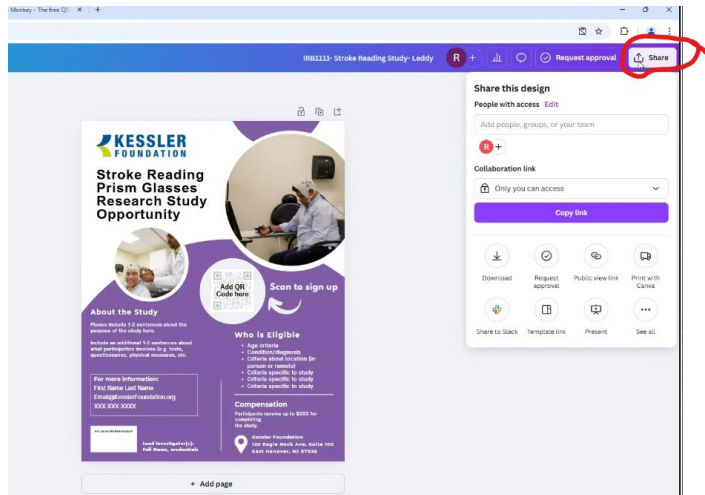 Monkey - The free Q
IRB1113- Stroke Reading Study- Leddy
R
Request approval
Share
Share this design
People with access Edit
Add people, groups, or your team
R
Collaboration link
Only you can access
Copy link
Download
Request approval
Public view link
Print with Canva
Share to Slack
Template link
Present
See all
KESSLER
FOUNDATION
Stroke Reading
Prism Glasses
Research Study
Opportunity
Add QR
Code here
Scan to sign up
About the Study
Please include 1-2 sentences about the
purpose of the study here.
Include an additional 1-2 sentences about
what participation involves (e.g. tests,
questionnaires, physical measures, etc.
For more information:
First Name Last Name
Email@KesslerFoundation.org
XXX-XXX-XXXX
Lead Investigator(s):
Full Name, credentials
Who is Eligible
Age criteria
Condition/diagnosis
Criteria about location (in-
person or remote)
Criteria specific to study
Criteria specific to study
Criteria specific to study
Compensation
Participants receive up to $XXX for
completing
the study.
Kessler Foundation
120 Eagle Rock Ave, Suite 100
East Hanover, NJ 07936
+ Add page